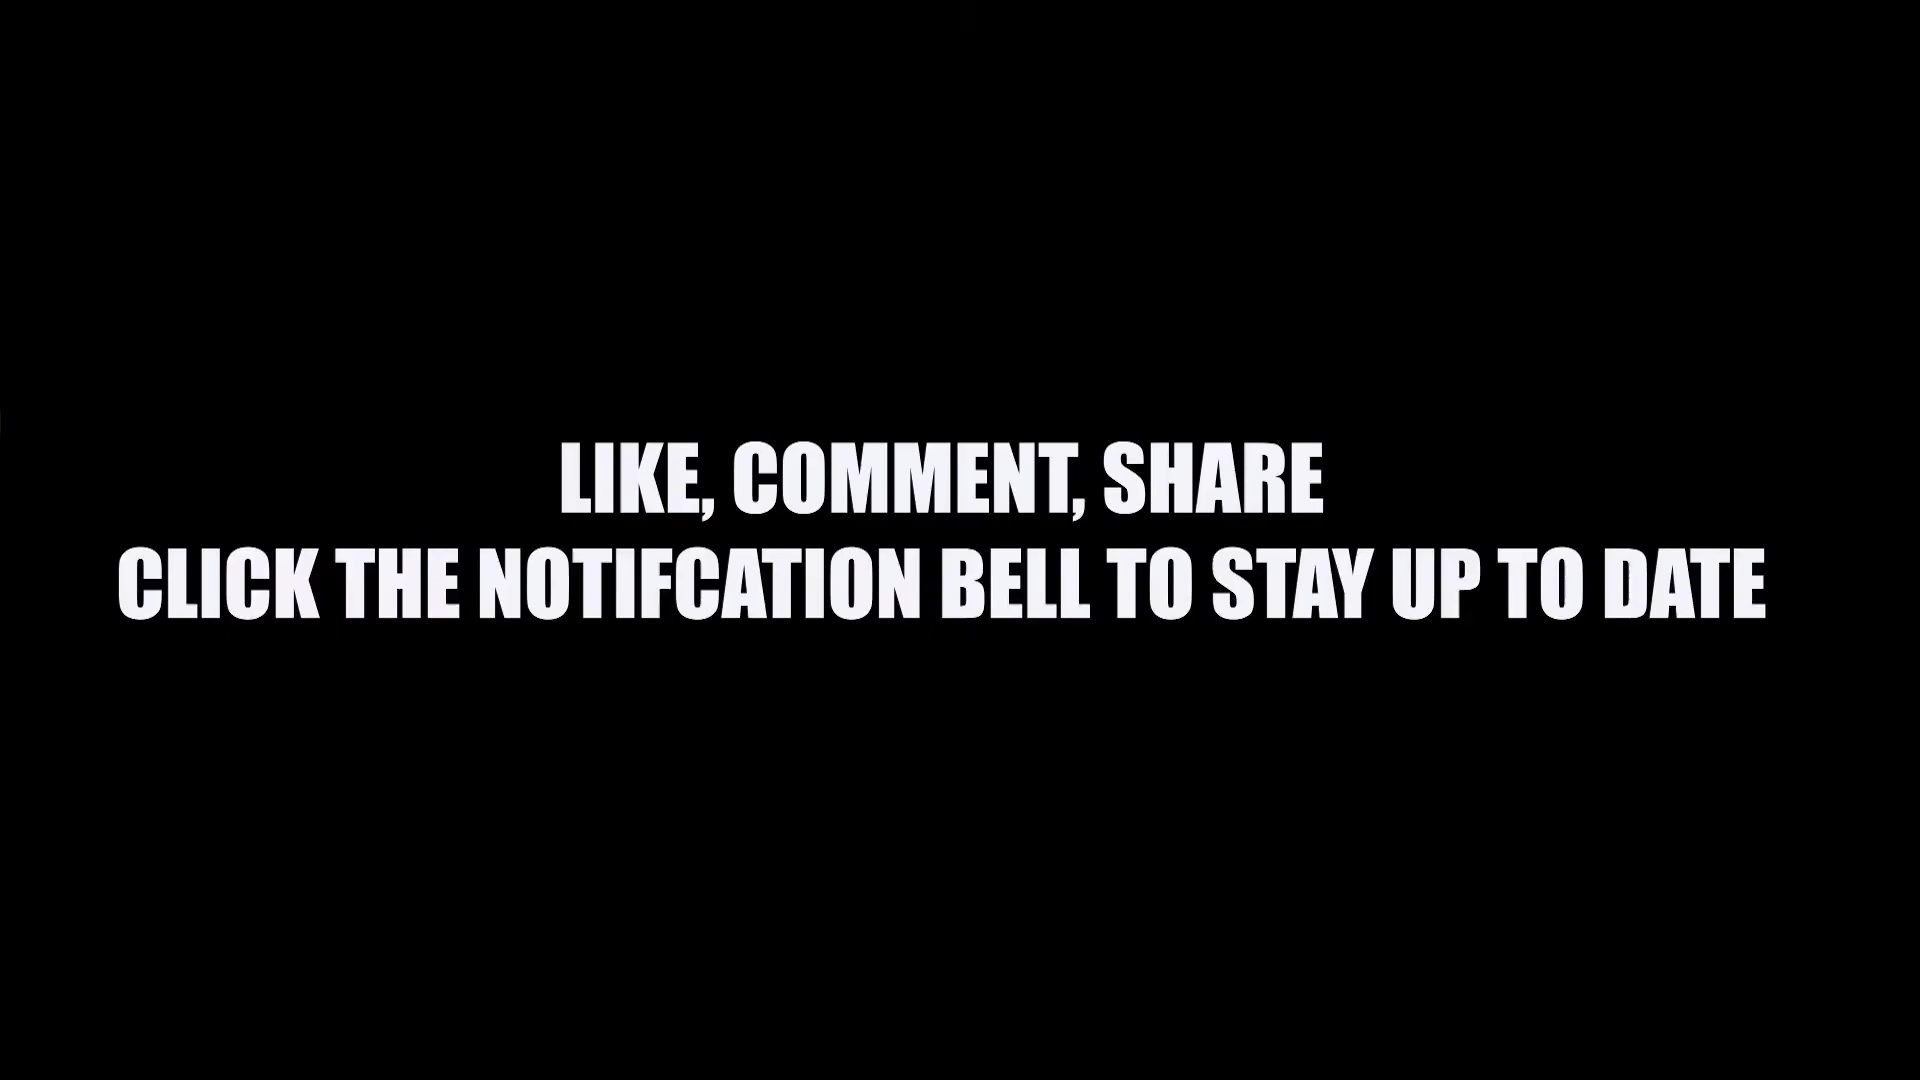 LIKE, COMMENT, SHARE
CLICK THE NOTIFCATION BELL TO STAY UP TO DATE